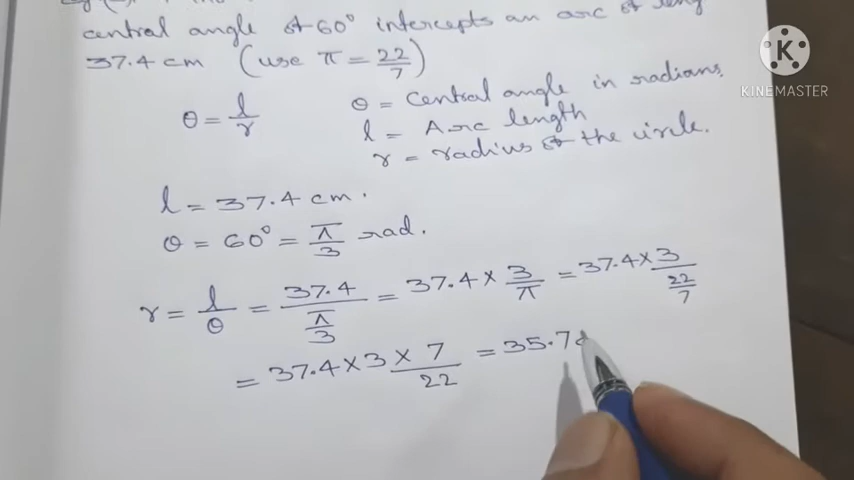 central angle of 60° intercepts an arc of
37.4 cm (use π = 22/7)
θ = l/r
θ = Central angle in radians.
l = Arc length
r = radius of the circle.
l = 37.4 cm.
θ = 60° = π/3 rad.
r = l/θ = 37.4/(π/3) = 37.4 × 3/π = 37.4 × 3/(22/7)
= 37.4 × 3 × 7/22 = 35.7
K
KINEMASTER